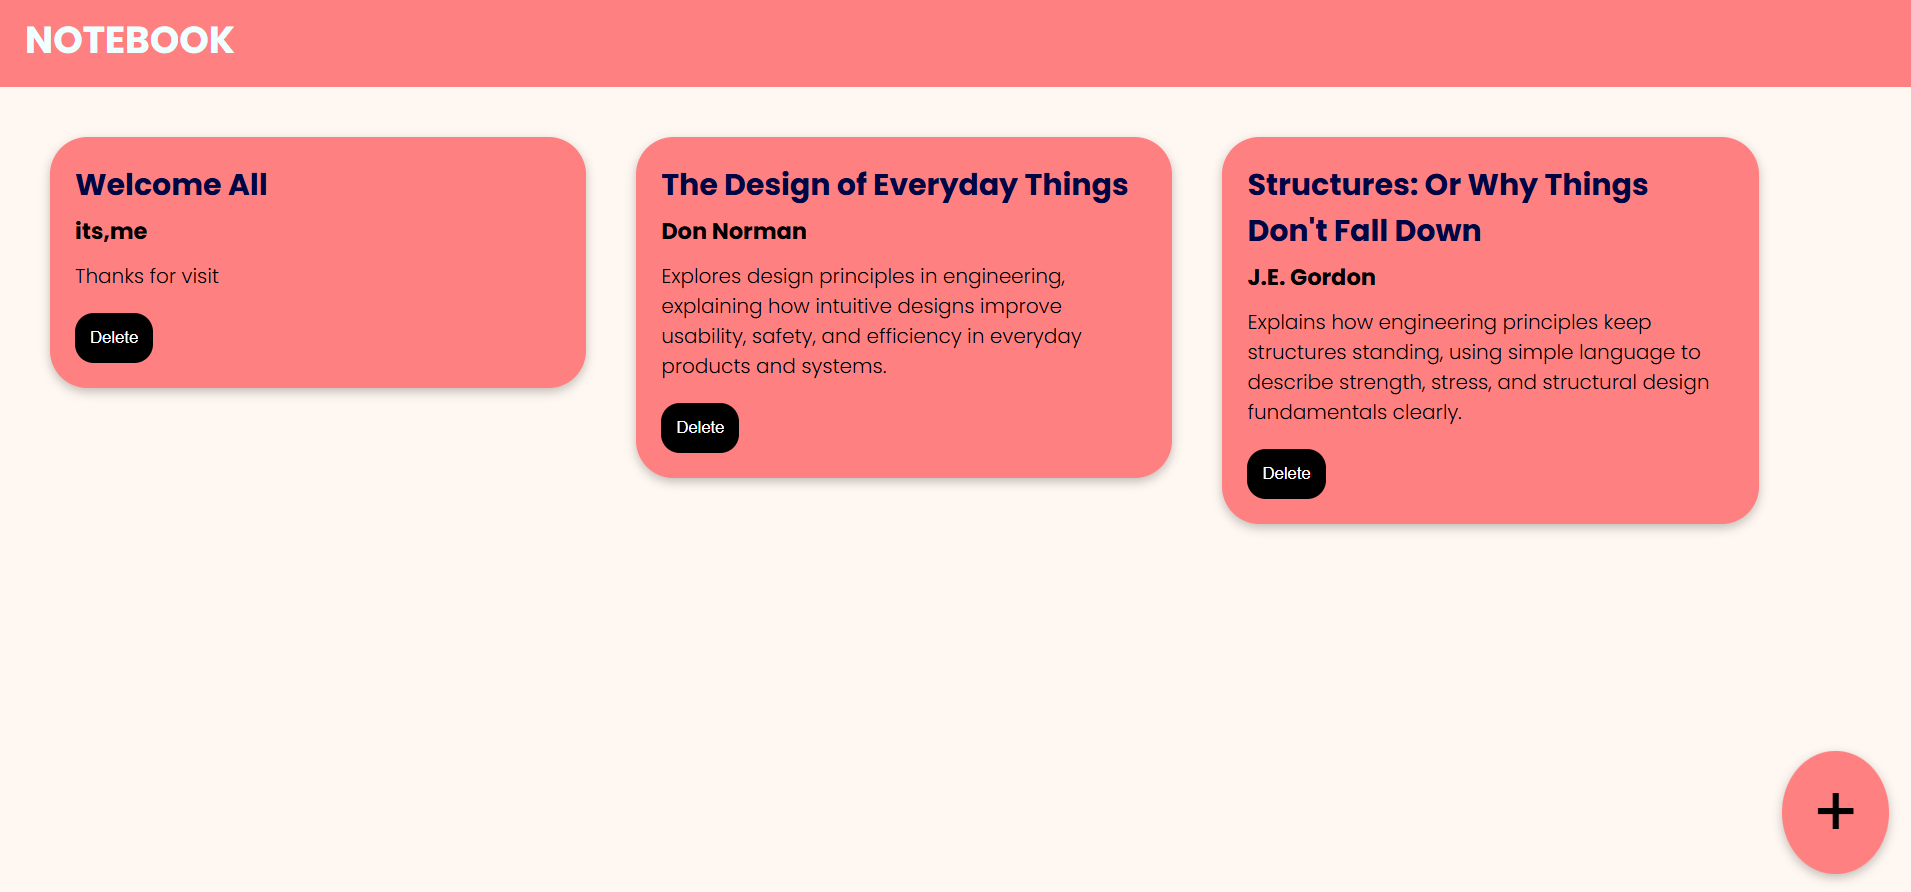 NOTEBOOK
Welcome All
its,me
Thanks for visit
Delete
The Design of Everyday Things
Don Norman
Explores design principles in engineering,
explaining how intuitive designs improve
usability, safety, and efficiency in everyday
products and systems.
Delete
Structures: Or Why Things
Don't Fall Down
J.E. Gordon
Explains how engineering principles keep
structures standing, using simple language to
describe strength, stress, and structural design
fundamentals clearly.
Delete
+